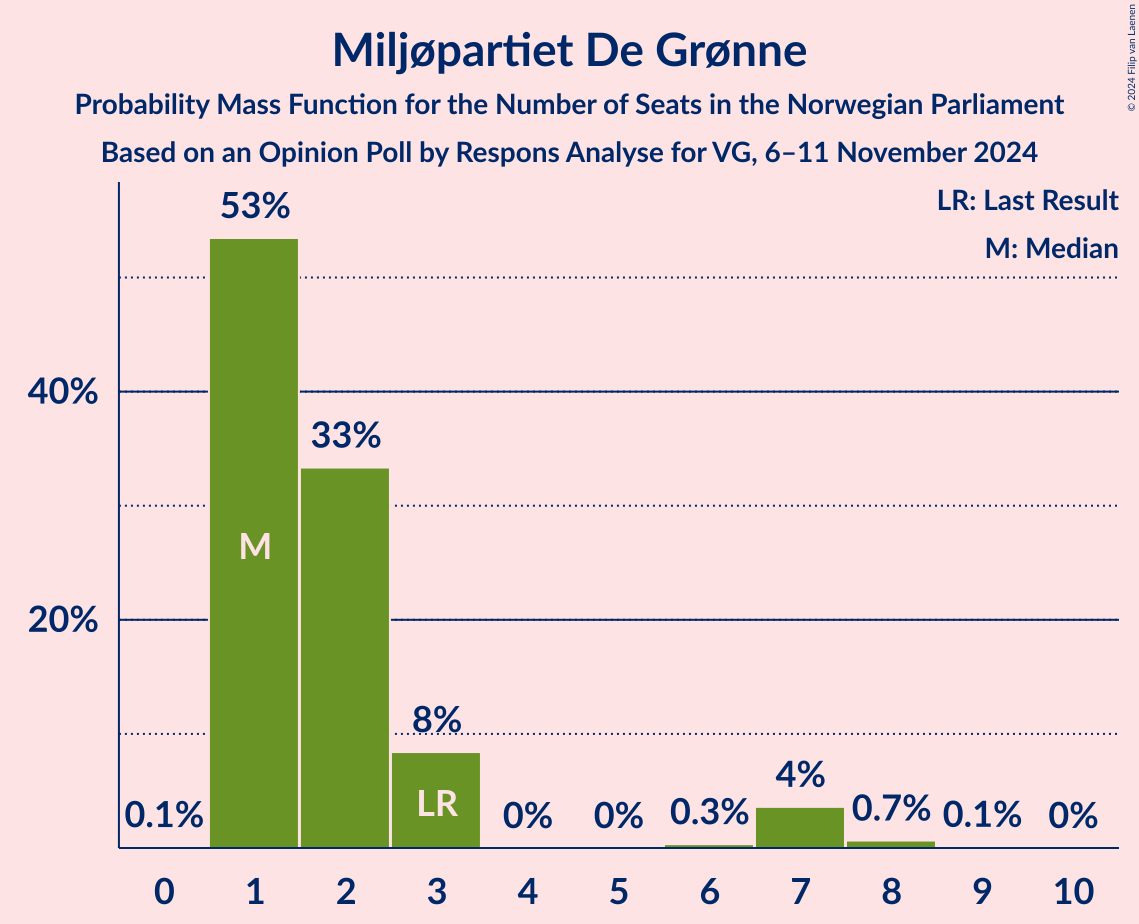 Miljøpartiet De Grønne
Probability Mass Function for the Number of Seats in the Norwegian Parliament
Based on an Opinion Poll by Respons Analyse for VG, 6–11 November 2024
© 2024 Filip van Laenen
LR: Last Result
M: Median
53%
40%
33%
M
20%
8%
LR
4%
0.1%
0%
0%
0.3%
0.7%
0.1%
0%
0 1 2 3 4 5 6 7 8 9 10